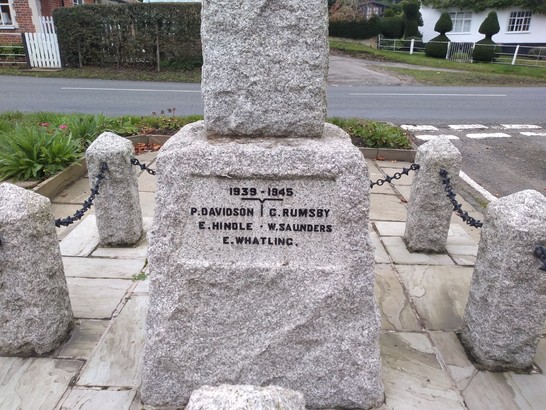 1939-1945
P. DAVIDSON G. RUMSBY
E. HINDLE · W. SAUNDERS
E. WHATLING.